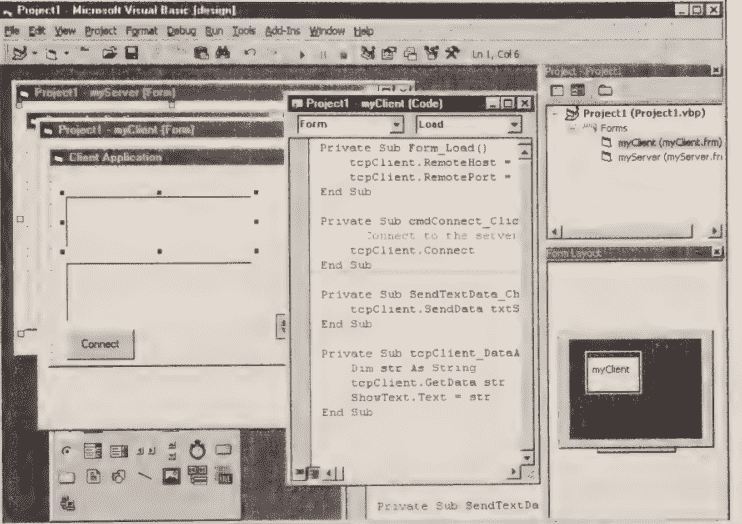 Project1 - Microsoft Visual Basic [design]
File Edit View Project Format Debug Run Tools Add-Ins Window Help
Ln 1, Col 6
Project1 - myServer (Form)
Project1 - myClient (Form)
Client Application
Connect
Project1 - myClient (Code)
Form Load
Private Sub Form_Load()
tcpClient.RemoteHost =
tcpClient.RemotePort =
End Sub
Private Sub cmdConnect_Clic
Connect to the server
tcpClient.Connect
End Sub
Private Sub SendTextData_Ch
tcpClient.SendData txtS
End Sub
Private Sub tcpClient_DataA
Dim str As String
tcpClient.GetData str
ShowText.Text = str
End Sub
Private Sub SendTextDa
Project - Project1
Project1 (Project1.vbp)
Forms
myClient (myClient.frm)
myServer (myServer.fr
Form Layout
myClient